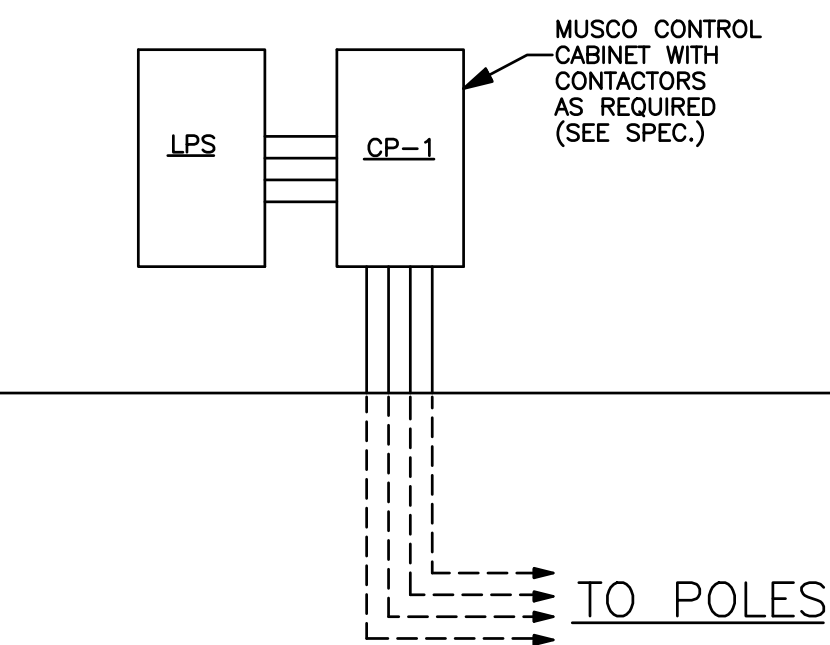 MUSCO CONTROL
CABINET WITH
CONTACTORS
AS REQUIRED
(SEE SPEC.)
LPS
CP-1
TO POLES